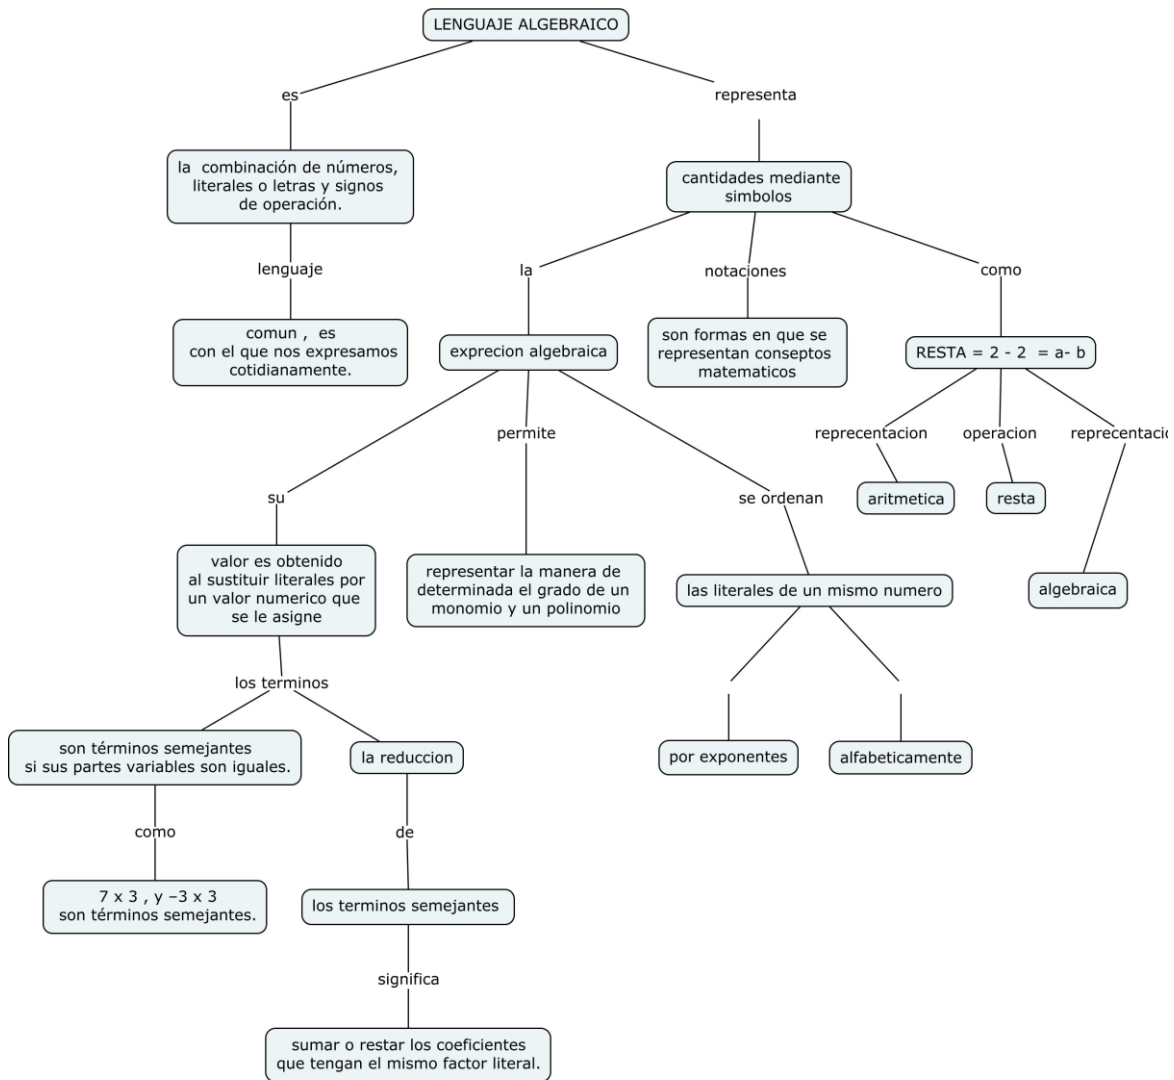 LENGUAJE ALGEBRAICO
es
representa
la combinación de números,
literales o letras y signos
de operación.
cantidades mediante
simbolos
lenguaje
la
notaciones
como
comun , es
con el que nos expresamos
cotidianamente.
exprecion algebraica
son formas en que se
representan conseptos
matematicos
RESTA = 2 - 2 = a- b
permite
reprecentacion
operacion
reprecentacio
su
se ordenan
aritmetica
resta
valor es obtenido
al sustituir literales por
un valor numerico que
se le asigne
representar la manera de
determinada el grado de un
monomio y un polinomio
las literales de un mismo numero
algebraica
los terminos
son términos semejantes
si sus partes variables son iguales.
la reduccion
por exponentes
alfabeticamente
como
de
7 x 3 , y –3 x 3
son términos semejantes.
los terminos semejantes
significa
sumar o restar los coeficientes
que tengan el mismo factor literal.